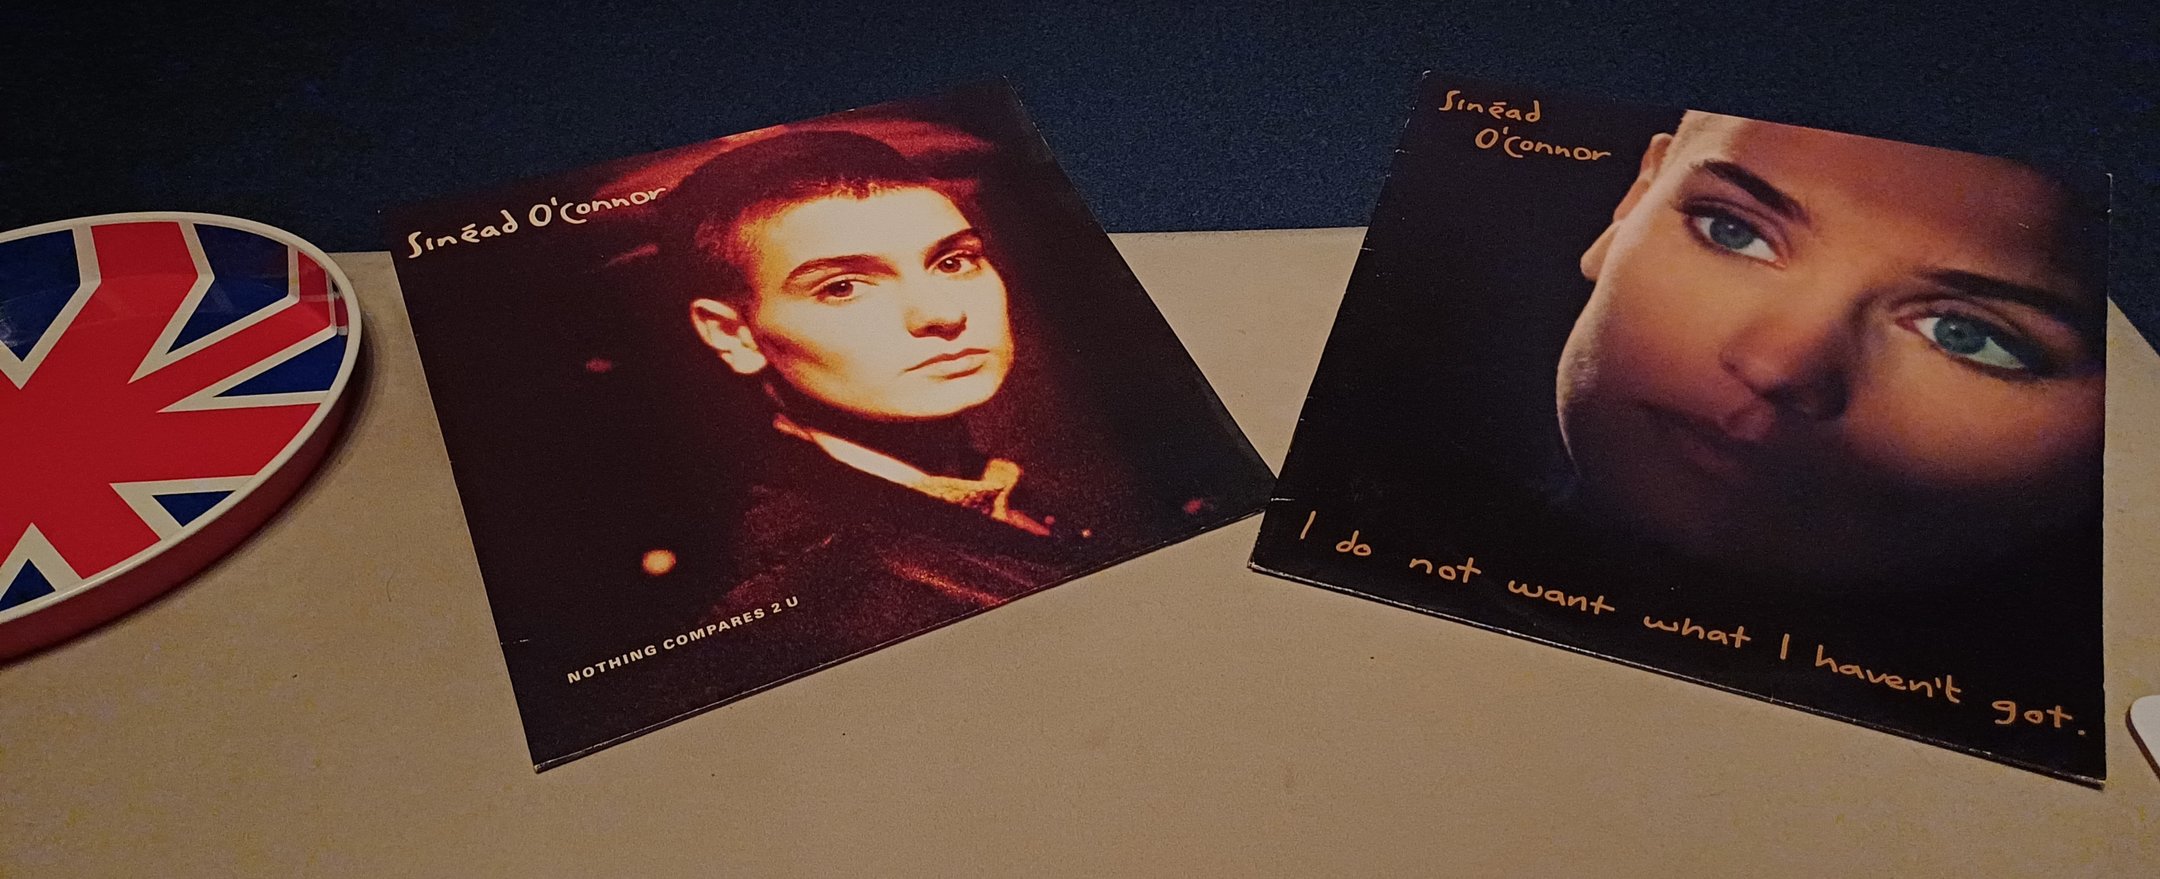 Sinéad O'Connor
NOTHING COMPARES 2 U
Sinéad
O'Connor
I do not want what I haven't got.